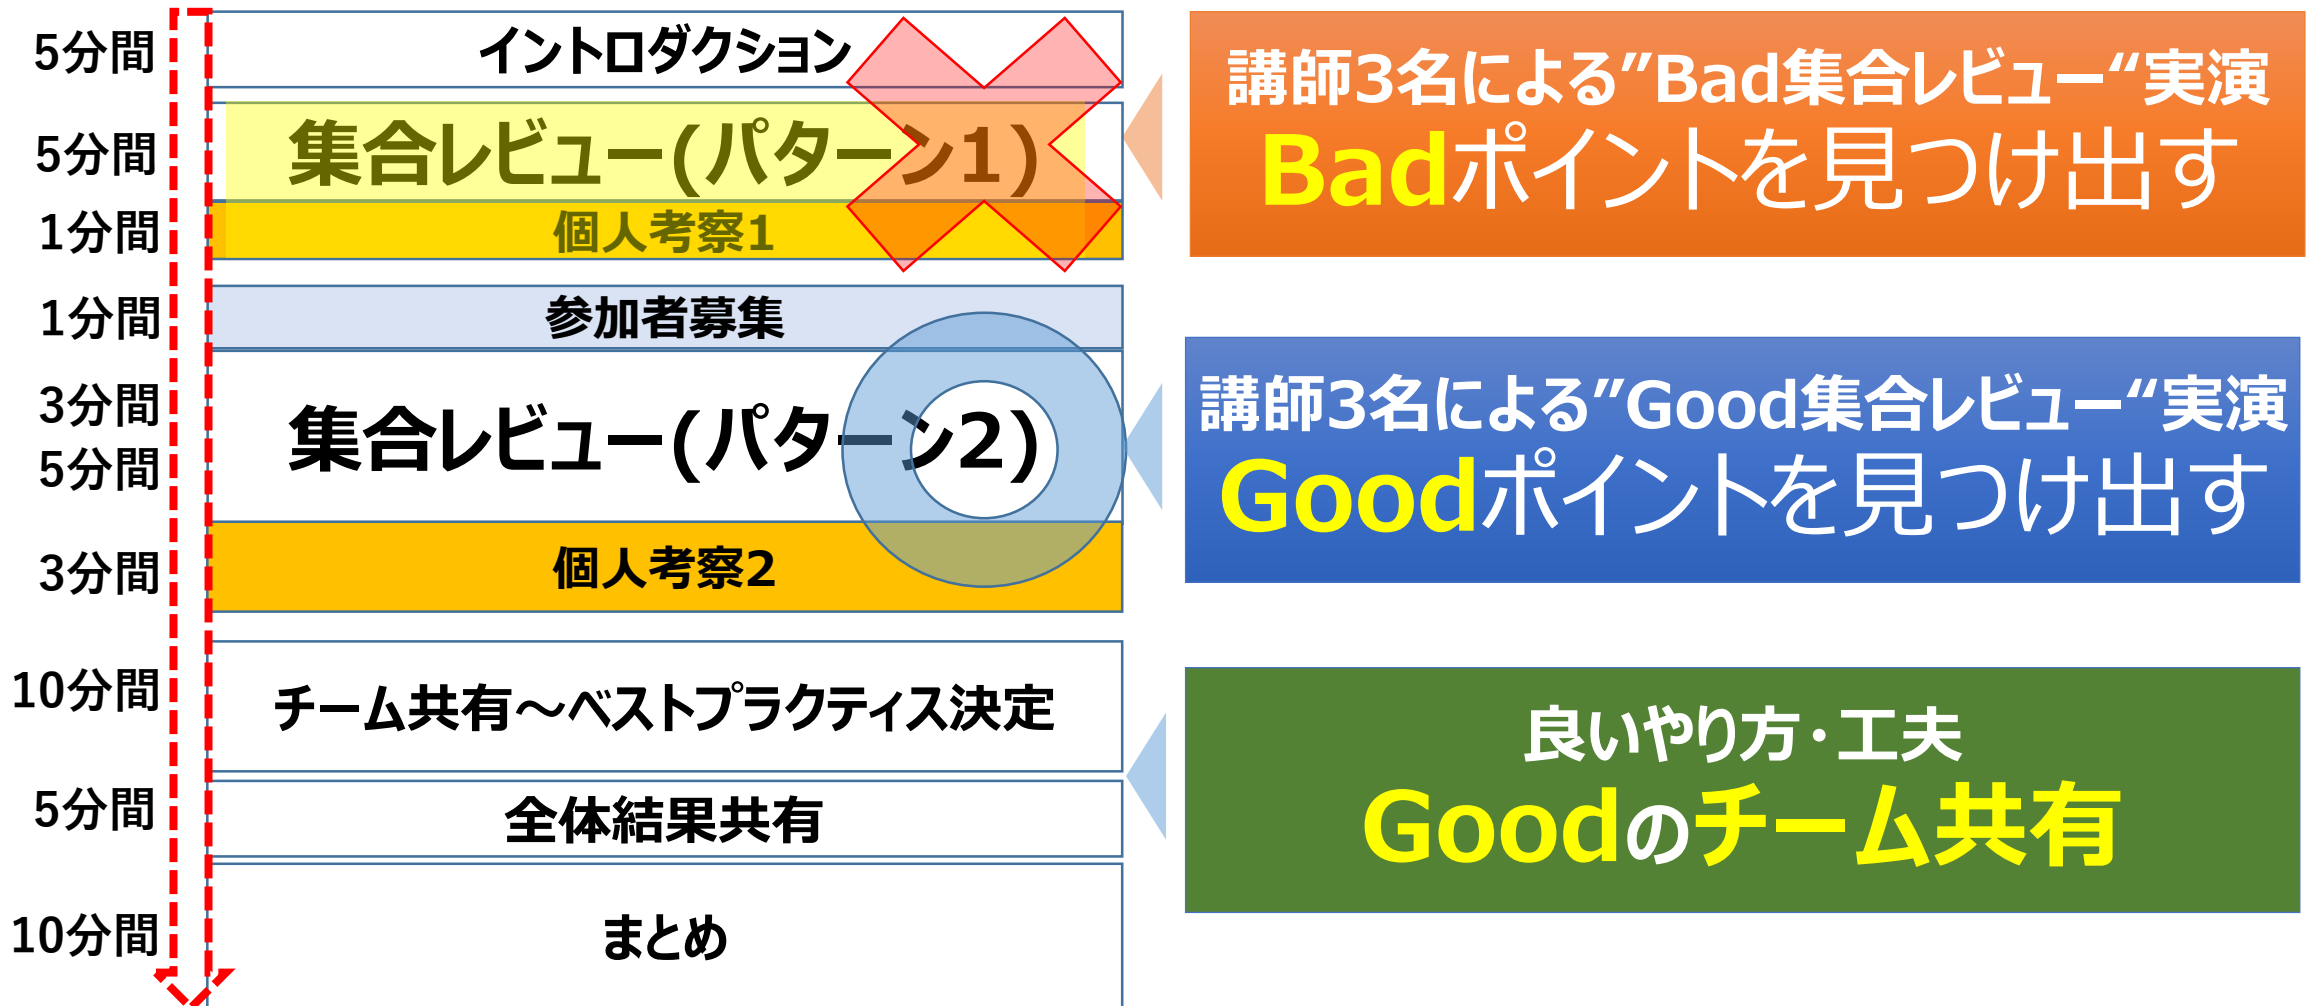 5分間
イントロダクション
5分間
集合レビュー(パターン1)
1分間
個人考察1
1分間
参加者募集
3分間
5分間
集合レビュー(パターン2)
3分間
個人考察2
10分間
チーム共有～ベストプラクティス決定
5分間
全体結果共有
10分間
まとめ
講師3名による”Bad集合レビュー“実演
Badポイントを見つけ出す
講師3名による”Good集合レビュー“実演
Goodポイントを見つけ出す
良いやり方・工夫
Goodのチーム共有